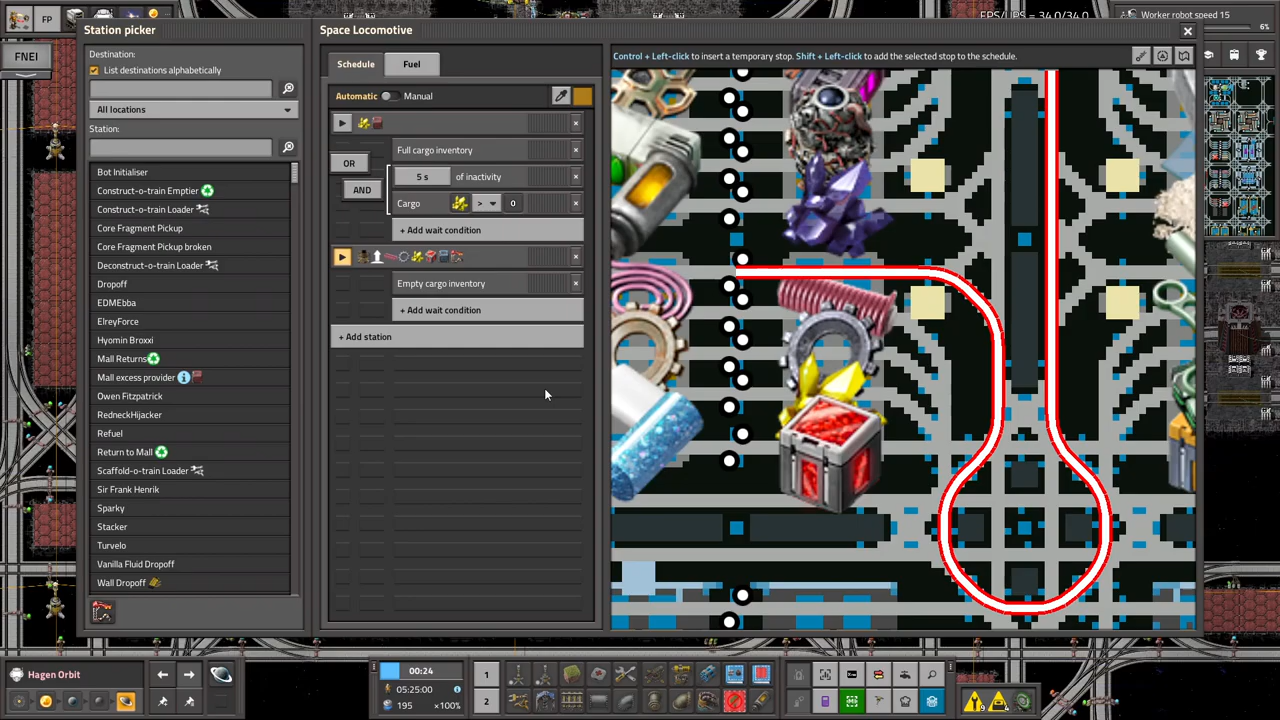 FP
FNEI
Station picker
Destination:
List destinations alphabetically
All locations
Station:
Bot Initialiser
Construct-o-train Emptier
Construct-o-train Loader
Core Fragment Pickup
Core Fragment Pickup broken
Deconstruct-o-train Loader
Dropoff
EDMEbba
ElreyForce
Hyomin Broxxi
Mall Returns
Mall excess provider
Owen Fitzpatrick
RedneckHijacker
Refuel
Return to Mall
Scaffold-o-train Loader
Sir Frank Henrik
Sparky
Stacker
Turvelo
Vanilla Fluid Dropoff
Wall Dropoff
Space Locomotive
Schedule Fuel
Automatic Manual
Full cargo inventory
OR
5 s of inactivity
AND
Cargo > 0
+ Add wait condition
Empty cargo inventory
+ Add wait condition
+ Add station
Control + Left-click to insert a temporary stop. Shift + Left-click to add the selected stop to the schedule.
FPS/UPS = 34.0/34.0
Worker robot speed 15
6%
Hagen Orbit
00:24
05:25:00
195 ° ×100%
1
2
9
4